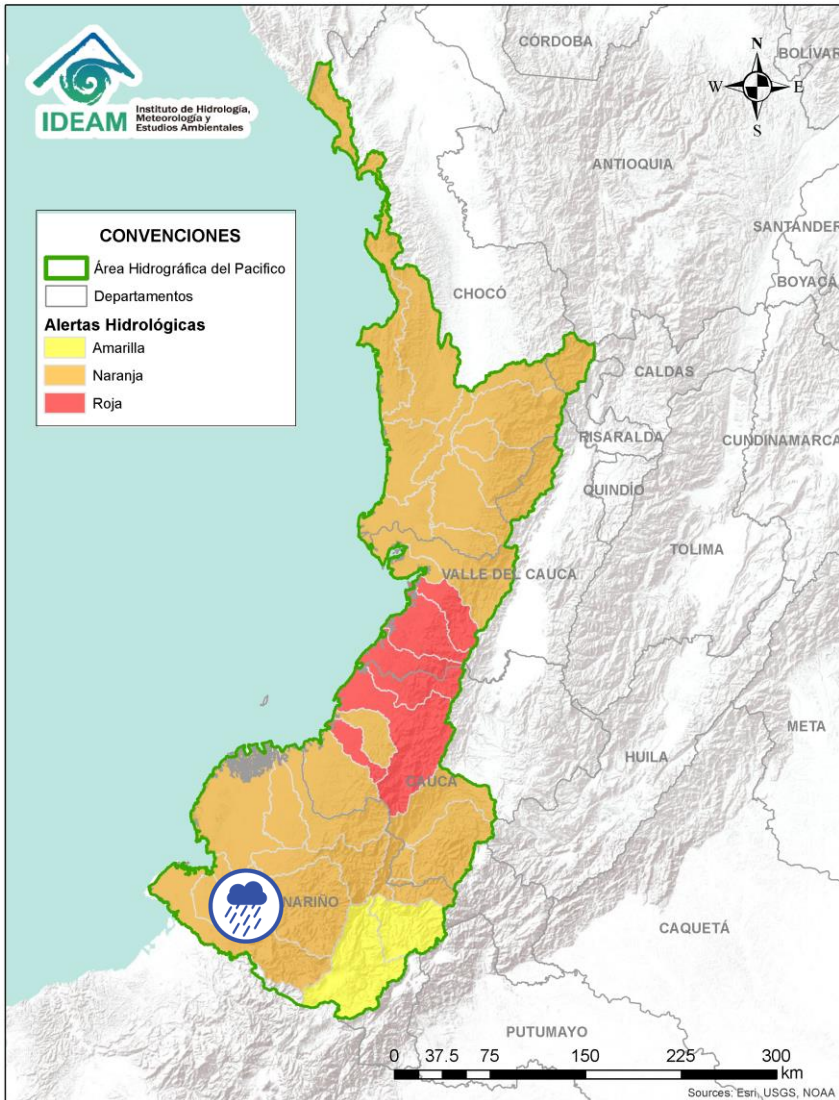 IDEAM
Instituto de Hidrología,
Meteorología y
Estudios Ambientales
CÓRDOBA
BOLÍVAR
N
W
E
S
ANTIOQUIA
SANTANDER
BOYACÁ
CONVENCIONES
Área Hidrográfica del Pacifico
Departamentos
Alertas Hidrológicas
Amarilla
Naranja
Roja
CHOCÓ
CALDAS
RISARALDA
CUNDINAMARCA
QUINDÍO
TOLIMA
VALLE DEL CAUCA
META
HUILA
CAUCA
NARIÑO
CAQUETÁ
PUTUMAYO
0 37.5 75 150 225 300
km
Sources: Esri, USGS, NOAA